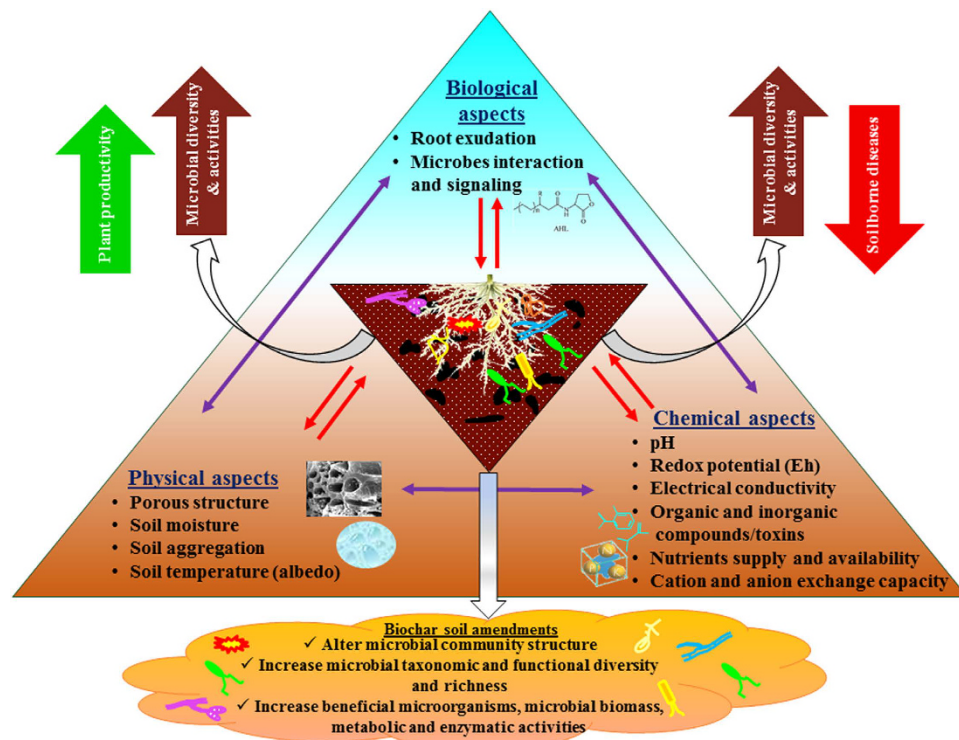 Biological
aspects
• Root exudation
• Microbes interaction
and signaling
R
n
O
O
N
H
O
O
AHL
Plant productivity
Microbial diversity
& activities
Microbial diversity
& activities
Soilborne diseases
Physical aspects
• Porous structure
• Soil moisture
• Soil aggregation
• Soil temperature (albedo)
Chemical aspects
• pH
• Redox potential (Eh)
• Electrical conductivity
• Organic and inorganic
compounds/toxins
• Nutrients supply and availability
• Cation and anion exchange capacity
Biochar soil amendments
✓ Alter microbial community structure
✓ Increase microbial taxonomic and functional diversity
and richness
✓ Increase beneficial microorganisms, microbial biomass,
metabolic and enzymatic activities